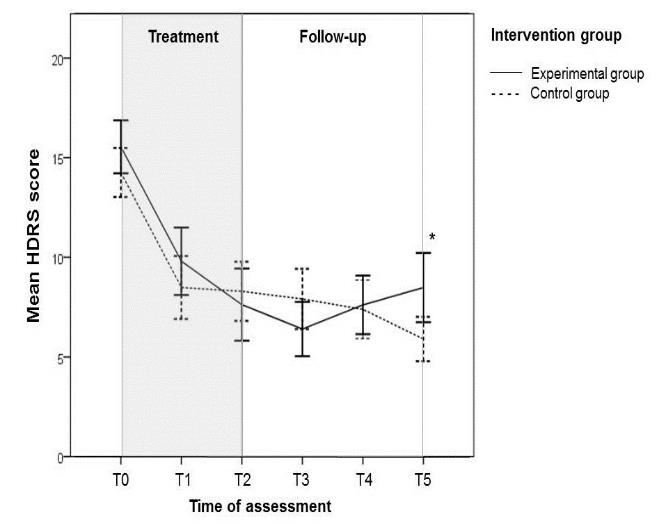 Treatment
Follow-up
Intervention group
Experimental group
Control group
Mean HDRS score
20
15
10
5
0
*
T0 T1 T2 T3 T4 T5
Time of assessment